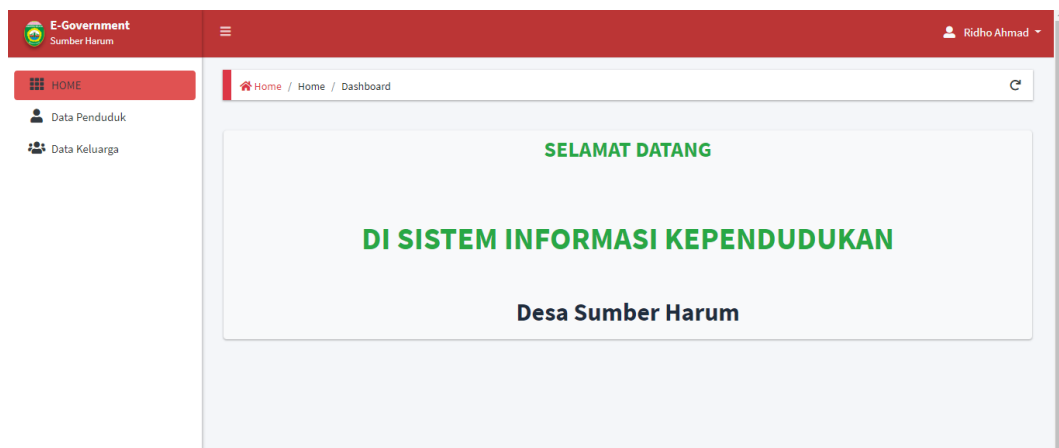 E-Government
Sumber Harum
Ridho Ahmad
HOME
Data Penduduk
Data Keluarga
Home / Home / Dashboard
SELAMAT DATANG
DI SISTEM INFORMASI KEPENDUDUKAN
Desa Sumber Harum